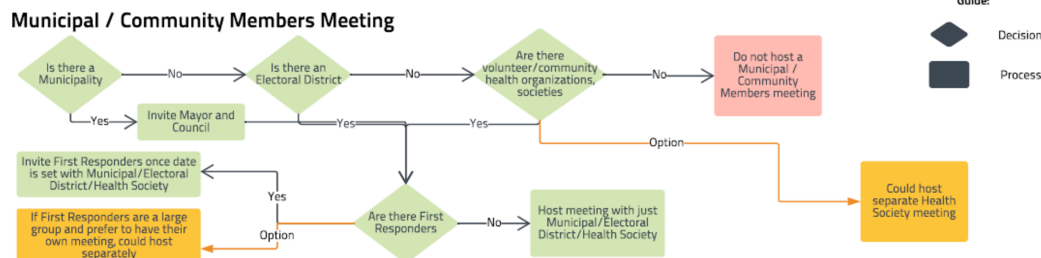 Guide:
Municipal / Community Members Meeting
Decision
Process
Is there a
Municipality
No
Is there an
Electoral District
No
Are there
volunteer/community
health organizations,
societies
No
Do not host a
Municipal /
Community
Members meeting
Yes
Invite Mayor and
Council
Yes
Yes
Option
Invite First Responders once date
is set with Municipal/Electoral
District/Health Society
Yes
Are there First
Responders
No
Host meeting with just
Municipal/Electoral
District/Health Society
Could host
separate Health
Society meeting
If First Responders are a large
group and prefer to have their
own meeting, could host
separately
Option